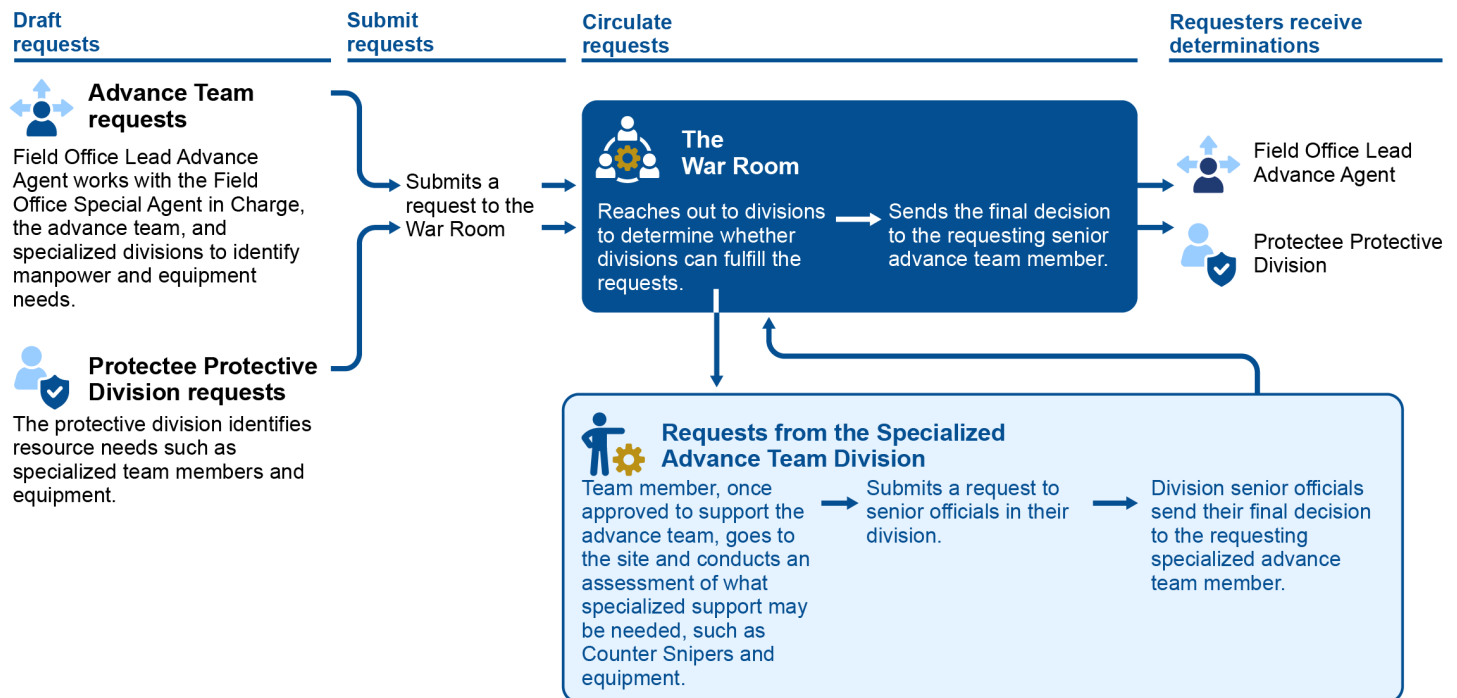 Draft
requests
Submit
requests
Circulate
requests
Requesters receive
determinations
Advance Team
requests
Field Office Lead Advance
Agent works with the Field
Office Special Agent in Charge,
the advance team, and
specialized divisions to identify
manpower and equipment
needs.
Protectee Protective
Division requests
The protective division identifies
resource needs such as
specialized team members and
equipment.
Submits a
request to the
War Room
The
War Room
Reaches out to divisions
to determine whether
divisions can fulfill the
requests.
Sends the final decision
to the requesting senior
advance team member.
Requests from the Specialized
Advance Team Division
Team member, once
approved to support the
advance team, goes to
the site and conducts an
assessment of what
specialized support may
be needed, such as
Counter Snipers and
equipment.
Submits a request to
senior officials in their
division.
Division senior officials
send their final decision
to the requesting
specialized advance
team member.
Field Office Lead
Advance Agent
Protectee Protective
Division